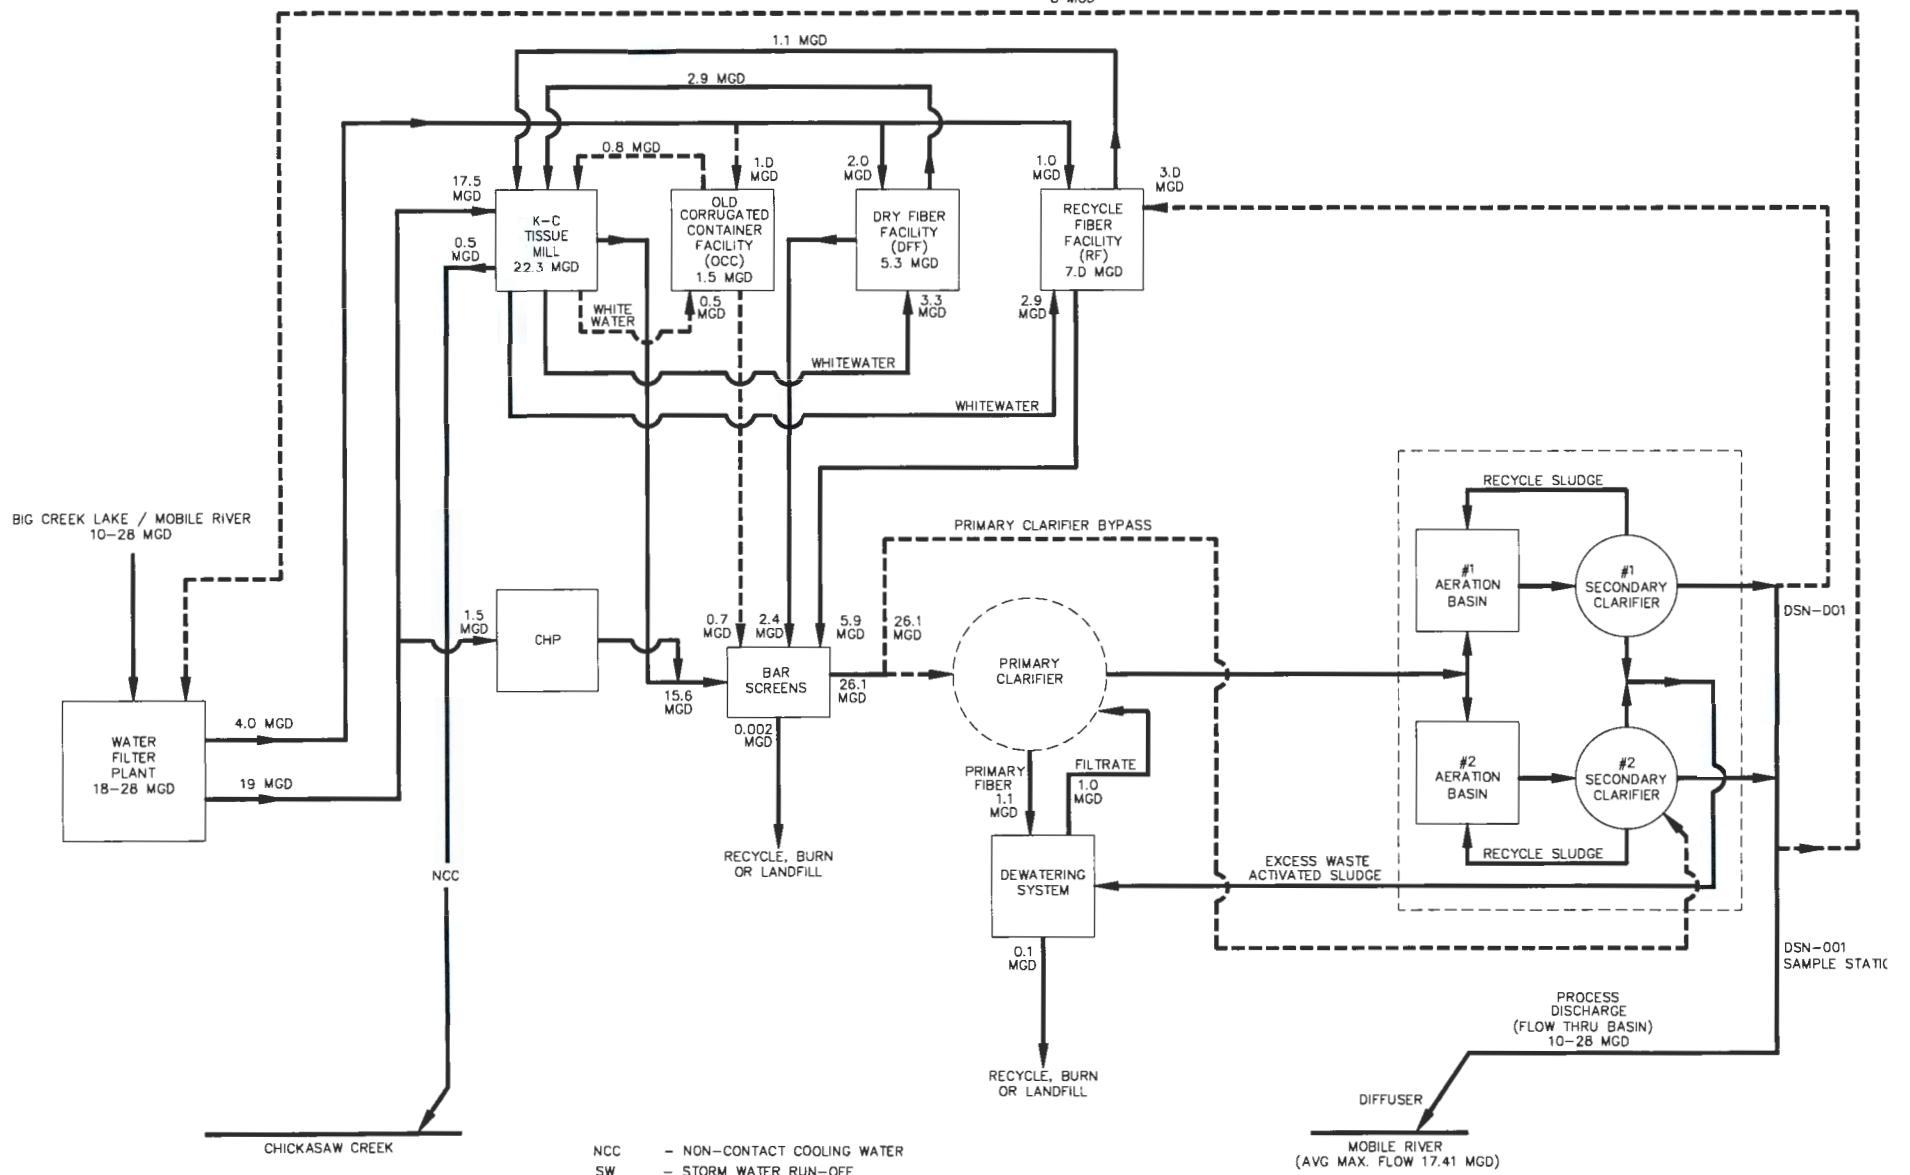 1.1 MGD
2.9 MGD
0.8 MGD
1.D
MGD
2.0
MGD
1.0
MGD
3.D
MGD
17.5
MGD
0.5
MGD
K-C
TISSUE
MILL
22.3 MGD
OLD
CORRUGATED
CONTAINER
FACILITY
(OCC)
1.5 MGD
DRY FIBER
FACILITY
(DFF)
5.3 MGD
RECYCLE
FIBER
FACILITY
(RF)
7.D MGD
WHITE
WATER
0.5
MGD
3.3
MGD
2.9
MGD
WHITEWATER
WHITEWATER
BIG CREEK LAKE / MOBILE RIVER
10-28 MGD
PRIMARY CLARIFIER BYPASS
RECYCLE SLUDGE
#1
AERATION
BASIN
#1
SECONDARY
CLARIFIER
DSN-D01
1.5
MGD
CHP
0.7
MGD
2.4
MGD
5.9
MGD
26.1
MGD
BAR
SCREENS
26.1
MGD
15.6
MGD
0.002
MGD
PRIMARY
CLARIFIER
WATER
FILTER
PLANT
18-28 MGD
4.0 MGD
19 MGD
PRIMARY
FIBER
1.1
MGD
FILTRATE
1.0
MGD
#2
AERATION
BASIN
#2
SECONDARY
CLARIFIER
RECYCLE SLUDGE
RECYCLE, BURN
OR LANDFILL
DEWATERING
SYSTEM
EXCESS WASTE
ACTIVATED SLUDGE
NCC
0.1
MGD
DSN-001
SAMPLE STATIC
PROCESS
DISCHARGE
(FLOW THRU BASIN)
10-28 MGD
RECYCLE, BURN
OR LANDFILL
DIFFUSER
CHICKASAW CREEK
MOBILE RIVER
(AVG MAX. FLOW 17.41 MGD)
NCC - NON-CONTACT COOLING WATER
SW - STORM WATER RUN-OFF